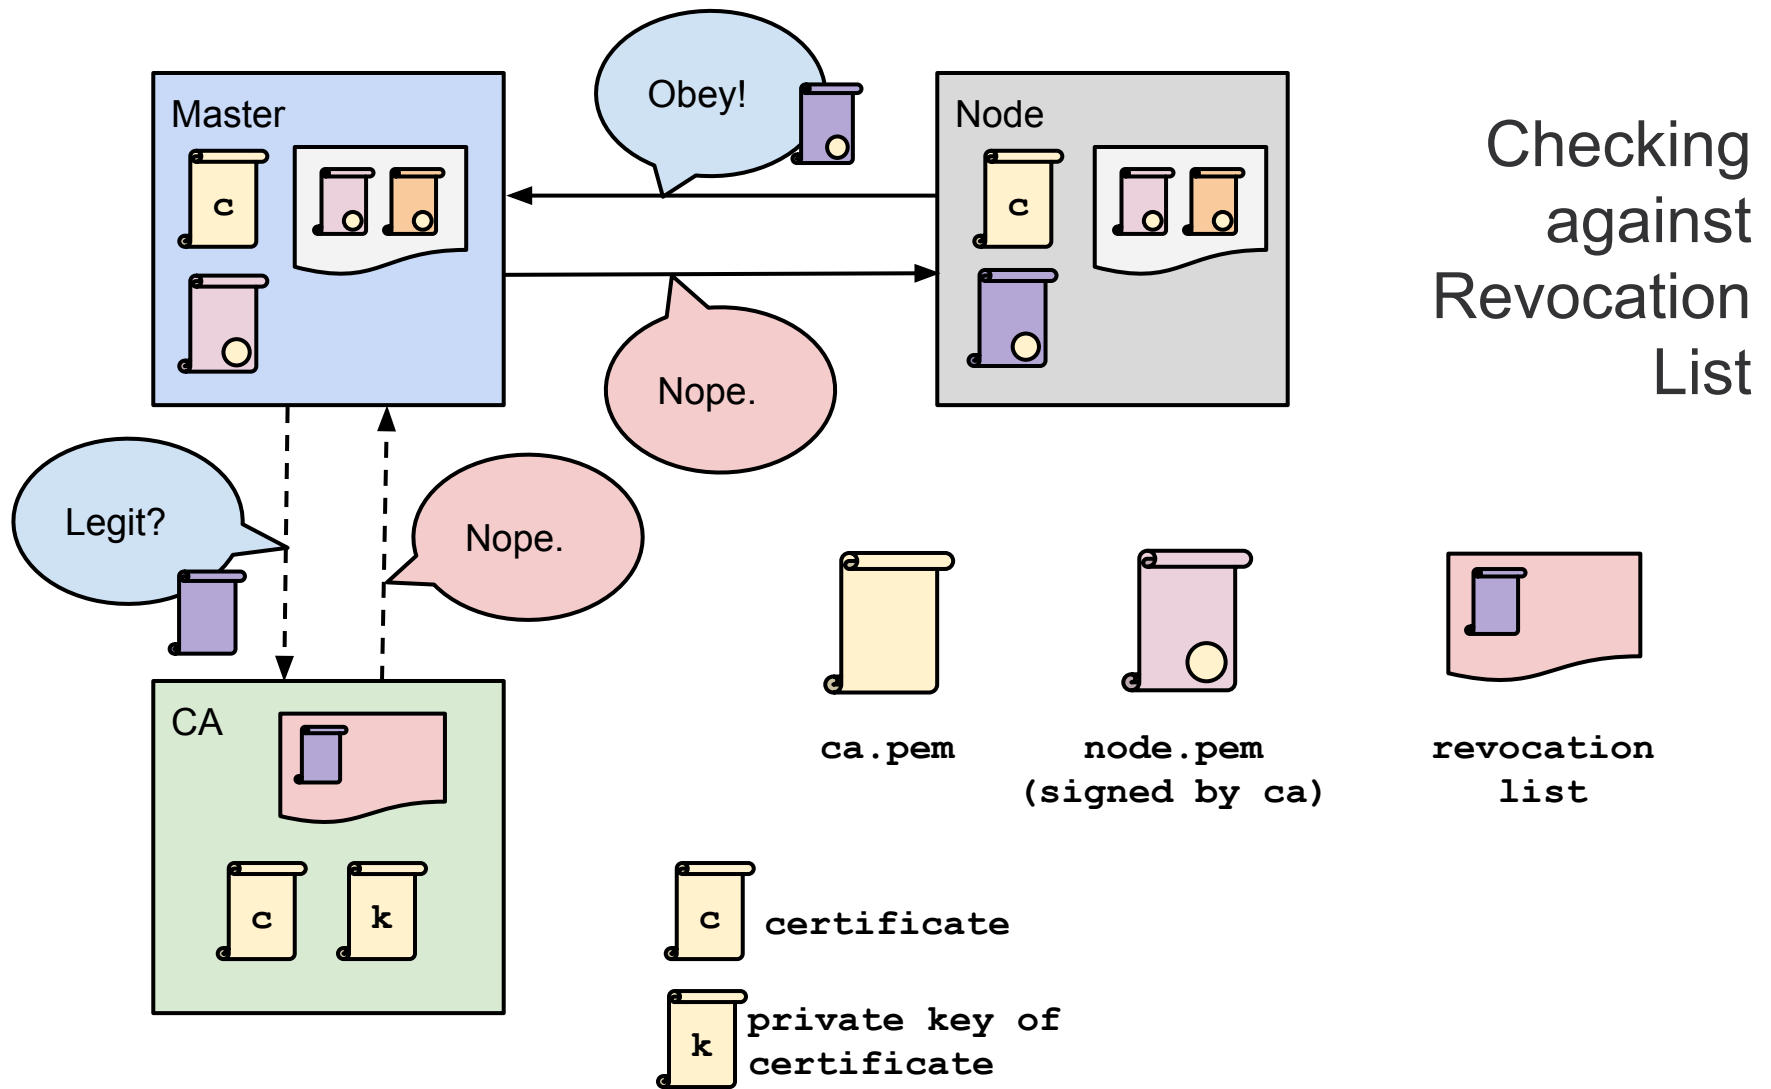 Checking
against
Revocation
List
Master
c
Obey!
Node
c
Nope.
Legit?
Nope.
CA
c
k
ca.pem
node.pem
(signed by ca)
revocation
list
c
certificate
k
private key of
certificate